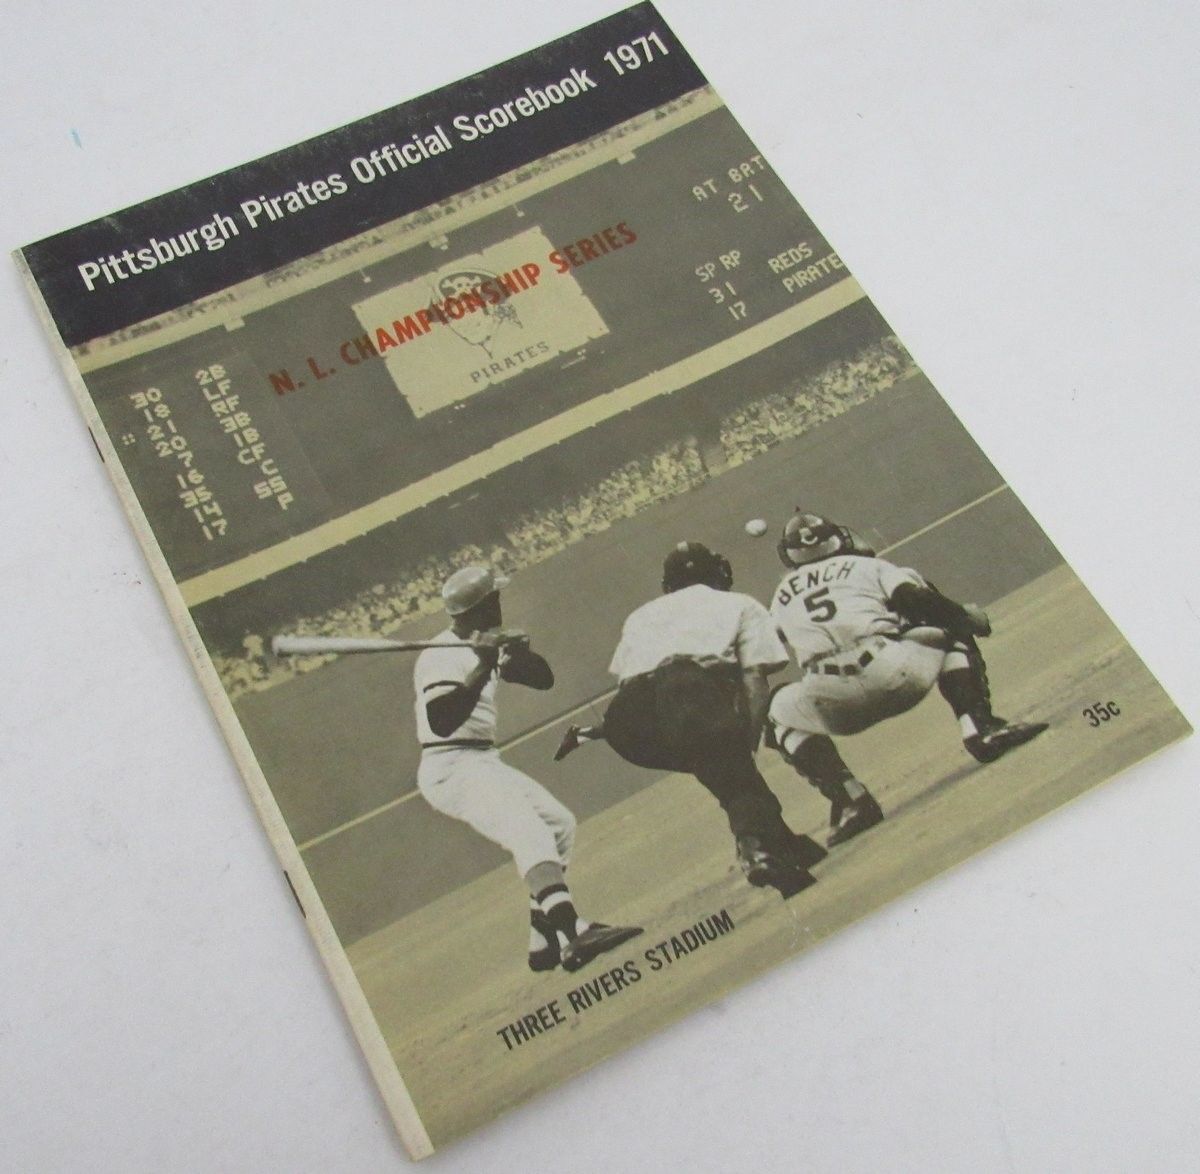 Pittsburgh Pirates Official Scorebook 1971
N. L. CHAMPIONSHIP SERIES
PIRATES
AT BAT
21
SP RP
31 REDS
17 PIRATE
C
BENCH
5
35c
THREE RIVERS STADIUM